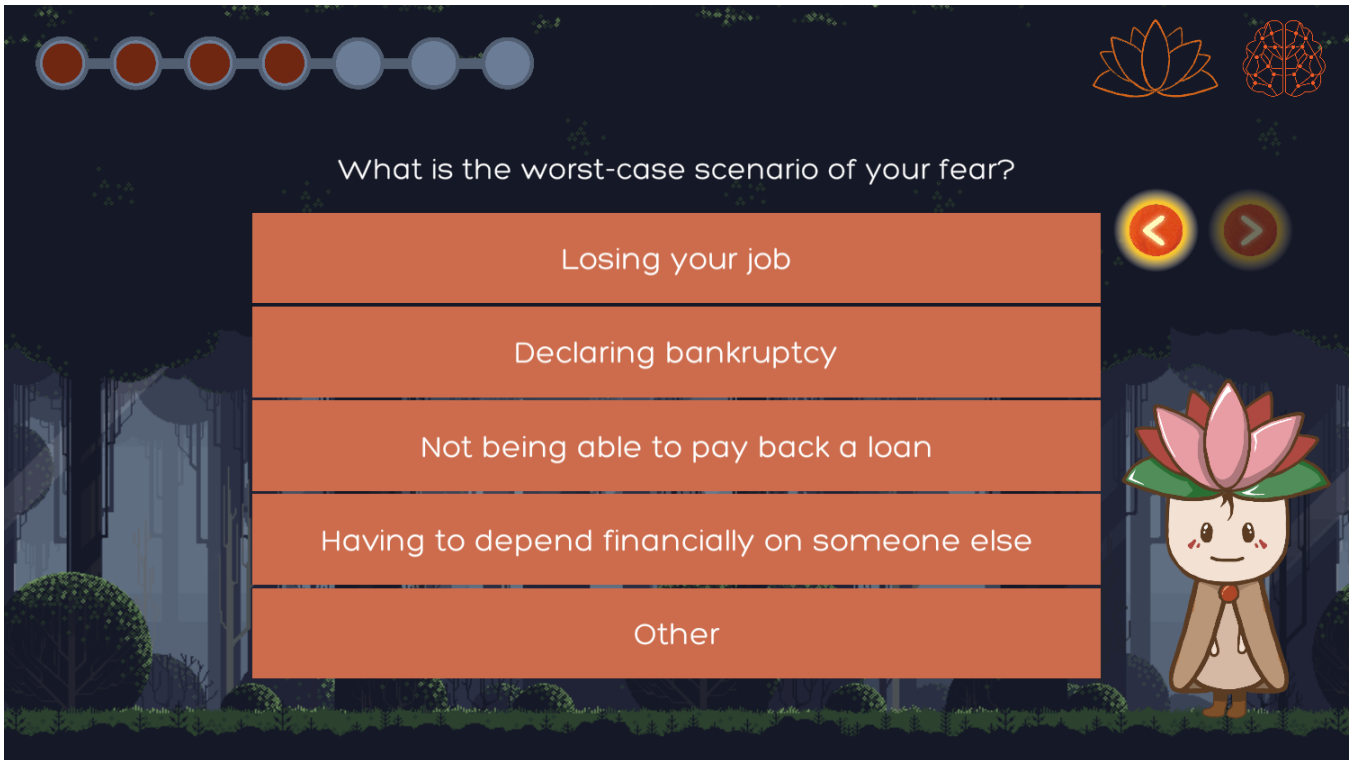 What is the worst-case scenario of your fear?
Losing your job
Declaring bankruptcy
Not being able to pay back a loan
Having to depend financially on someone else
Other